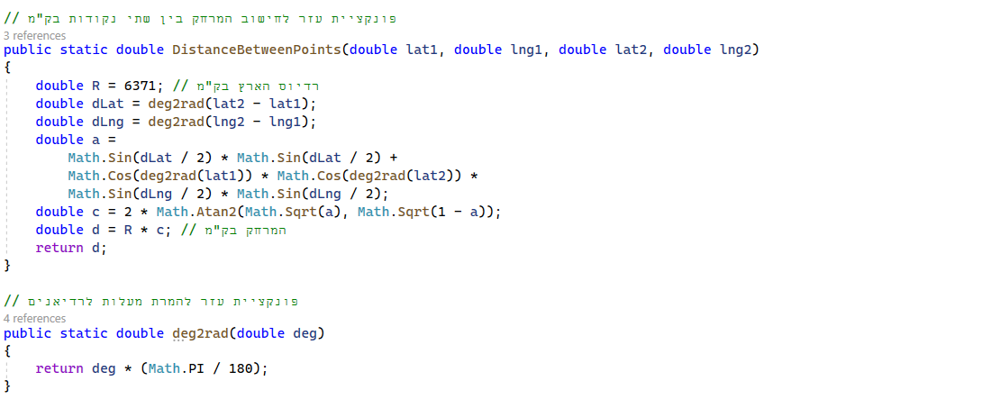 // פונקציית עזר לחישוב המרחק בין שתי נקודות בק"מ
3 references
public static double DistanceBetweenPoints(double lat1, double lng1, double lat2, double lng2)
{
double R = 6371; // רדיוס הארץ בק"מ
double dLat = deg2rad(lat2 - lat1);
double dLng = deg2rad(lng2 - lng1);
double a =
Math.Sin(dLat / 2) * Math.Sin(dLat / 2) +
Math.Cos(deg2rad(lat1)) * Math.Cos(deg2rad(lat2)) *
Math.Sin(dLng / 2) * Math.Sin(dLng / 2);
double c = 2 * Math.Atan2(Math.Sqrt(a), Math.Sqrt(1 - a));
double d = R * c; // המרחק בק"מ
return d;
}
// פונקציית עזר להמרת מעלות לרדיאנים
4 references
public static double deg2rad(double deg)
{
return deg * (Math.PI / 180);
}